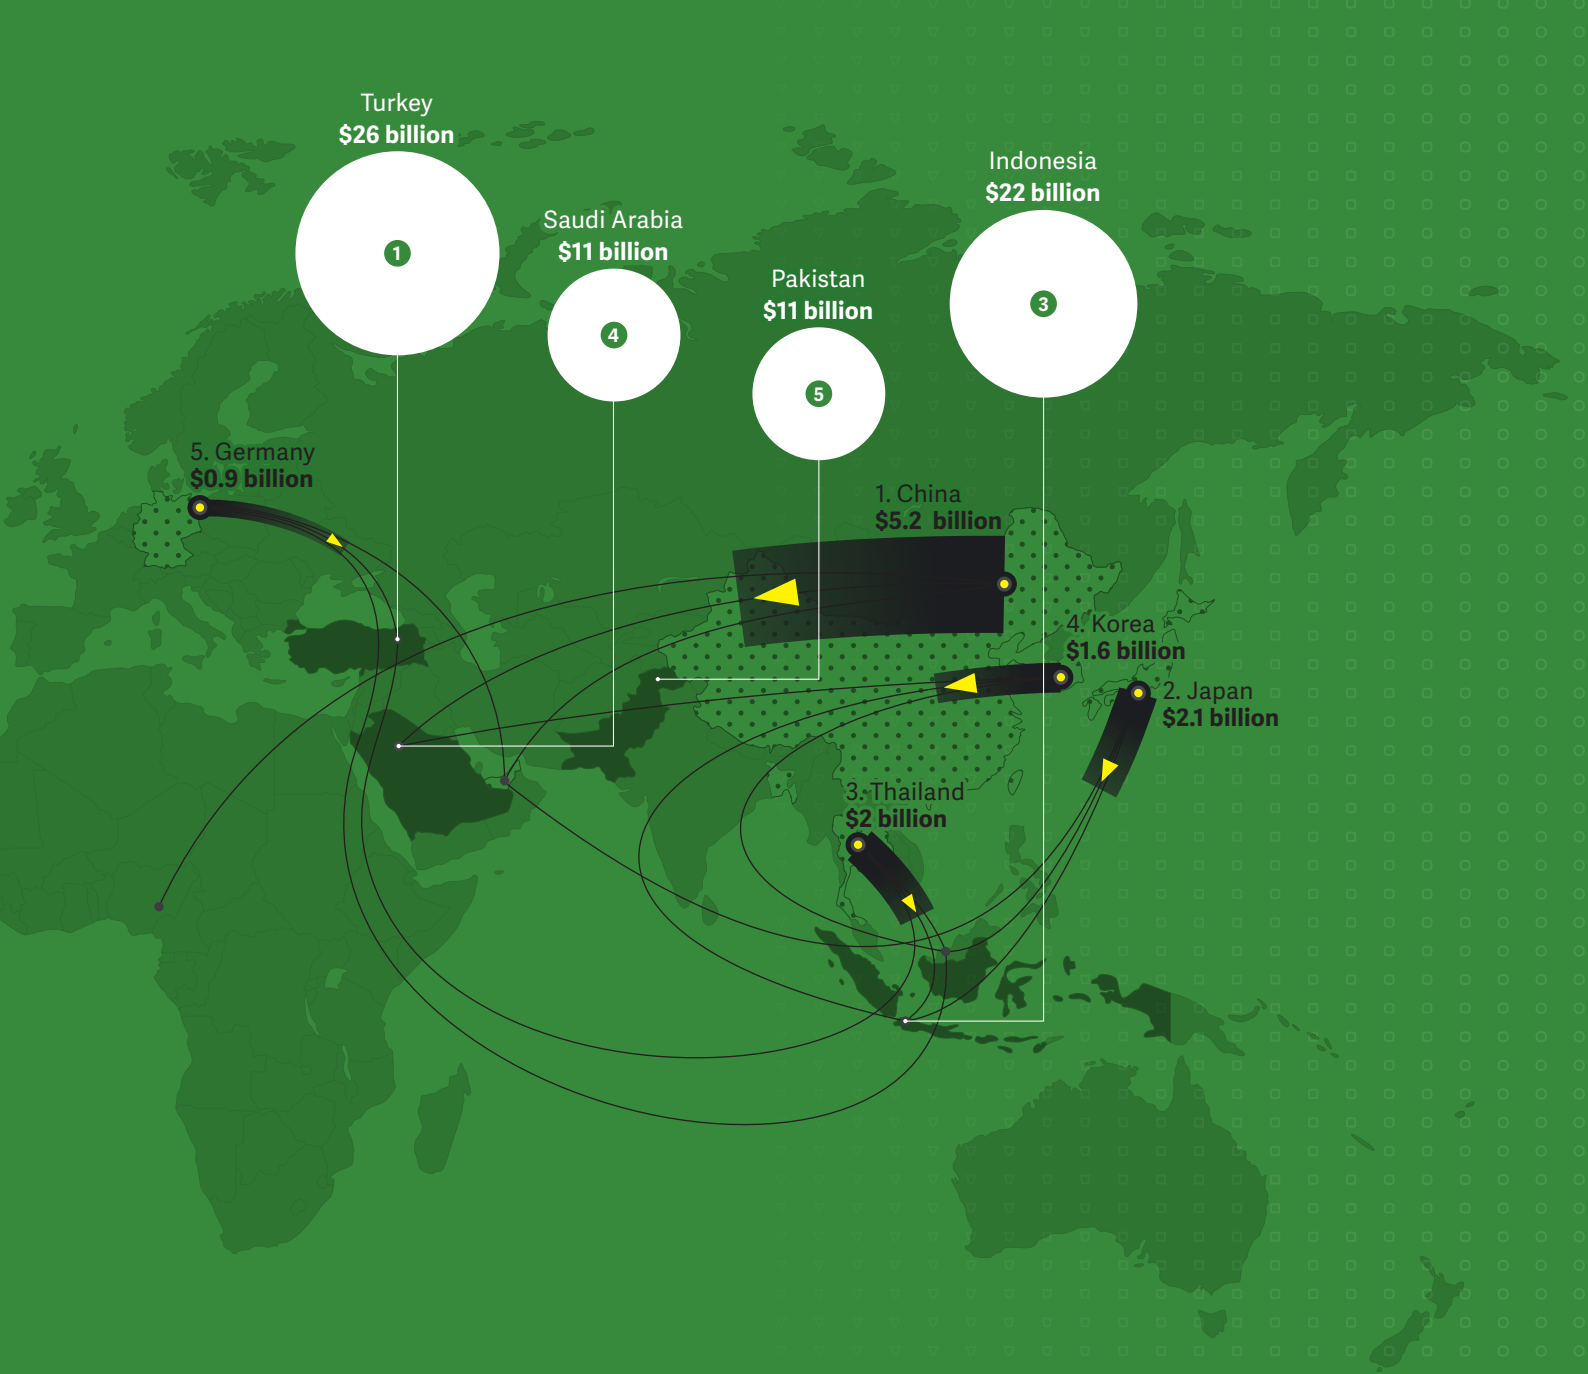 Turkey
$26 billion
1
Saudi Arabia
$11 billion
4
Pakistan
$11 billion
5
Indonesia
$22 billion
3
5. Germany
$0.9 billion
1. China
$5.2 billion
4. Korea
$1.6 billion
2. Japan
$2.1 billion
3. Thailand
$2 billion